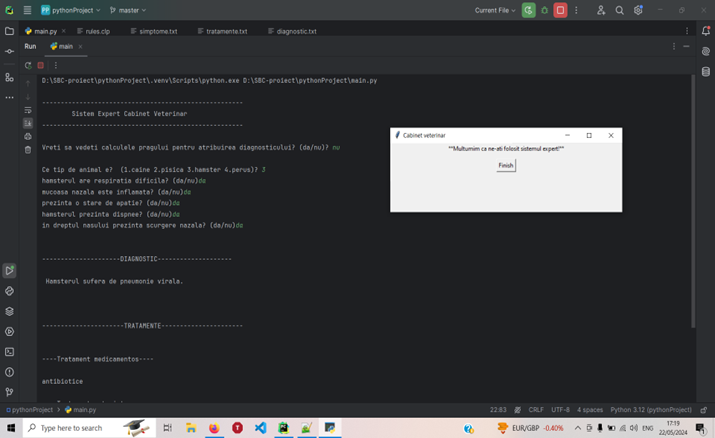 PP pythonProject master Current File
main.py rules.clp simptome.txt tratamente.txt diagnostic.txt
Run main
D:\SBC-proiect\pythonProject\.venv\Scripts\python.exe D:\SBC-proiect\pythonProject\main.py
------------------------------------------------------
Sistem Expert Cabinet Veterinar
------------------------------------------------------
Vreti sa vedeti calculele pragului pentru atribuirea diagnosticului? (da/nu)? nu
Ce tip de animal e? (1.caine 2.pisica 3.hamster 4.perus)? 3
hamsterul are respiratia dificila? (da/nu)da
mucoasa nazala este inflamata? (da/nu)da
prezinta o stare de apatie? (da/nu)da
hamsterul prezinta dispnee? (da/nu)da
in dreptul nasului prezinta scurgere nazala? (da/nu)da
---------------------DIAGNOSTIC--------------------
Hamsterul sufera de pneumonie virala.
----------------------TRATAMENTE----------------------
----Tratament medicamentos----
antibiotice
Cabinet veterinar
**Multumim ca ne-ati folosit sistemul expert!**
Finish
pythonProject > main.py 22:83 CRLF UTF-8 4 spaces Python 3.12 (pythonProject)
Type here to search EUR/GBP -0.40% ENG 17:19 22/05/2024